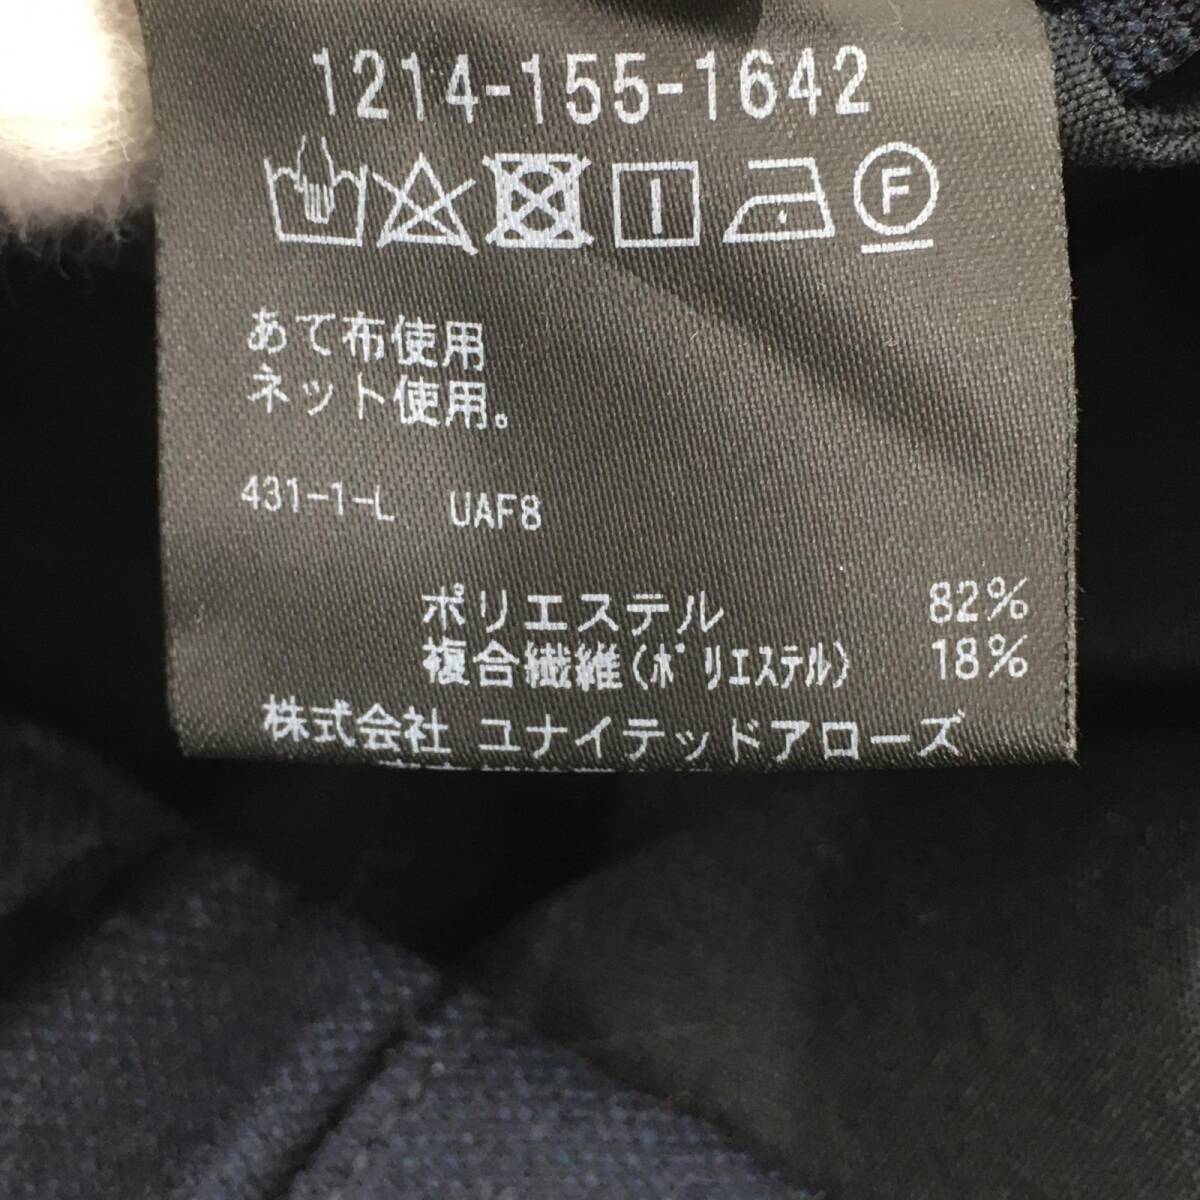 1214-155-1642
F
あて布使用
ネット使用。
431-1-L UAF8
ポリエステル 82%
複合繊維(ﾎﾟﾘｴｽﾃﾙ) 18%
株式会社 ユナイテッドアローズ